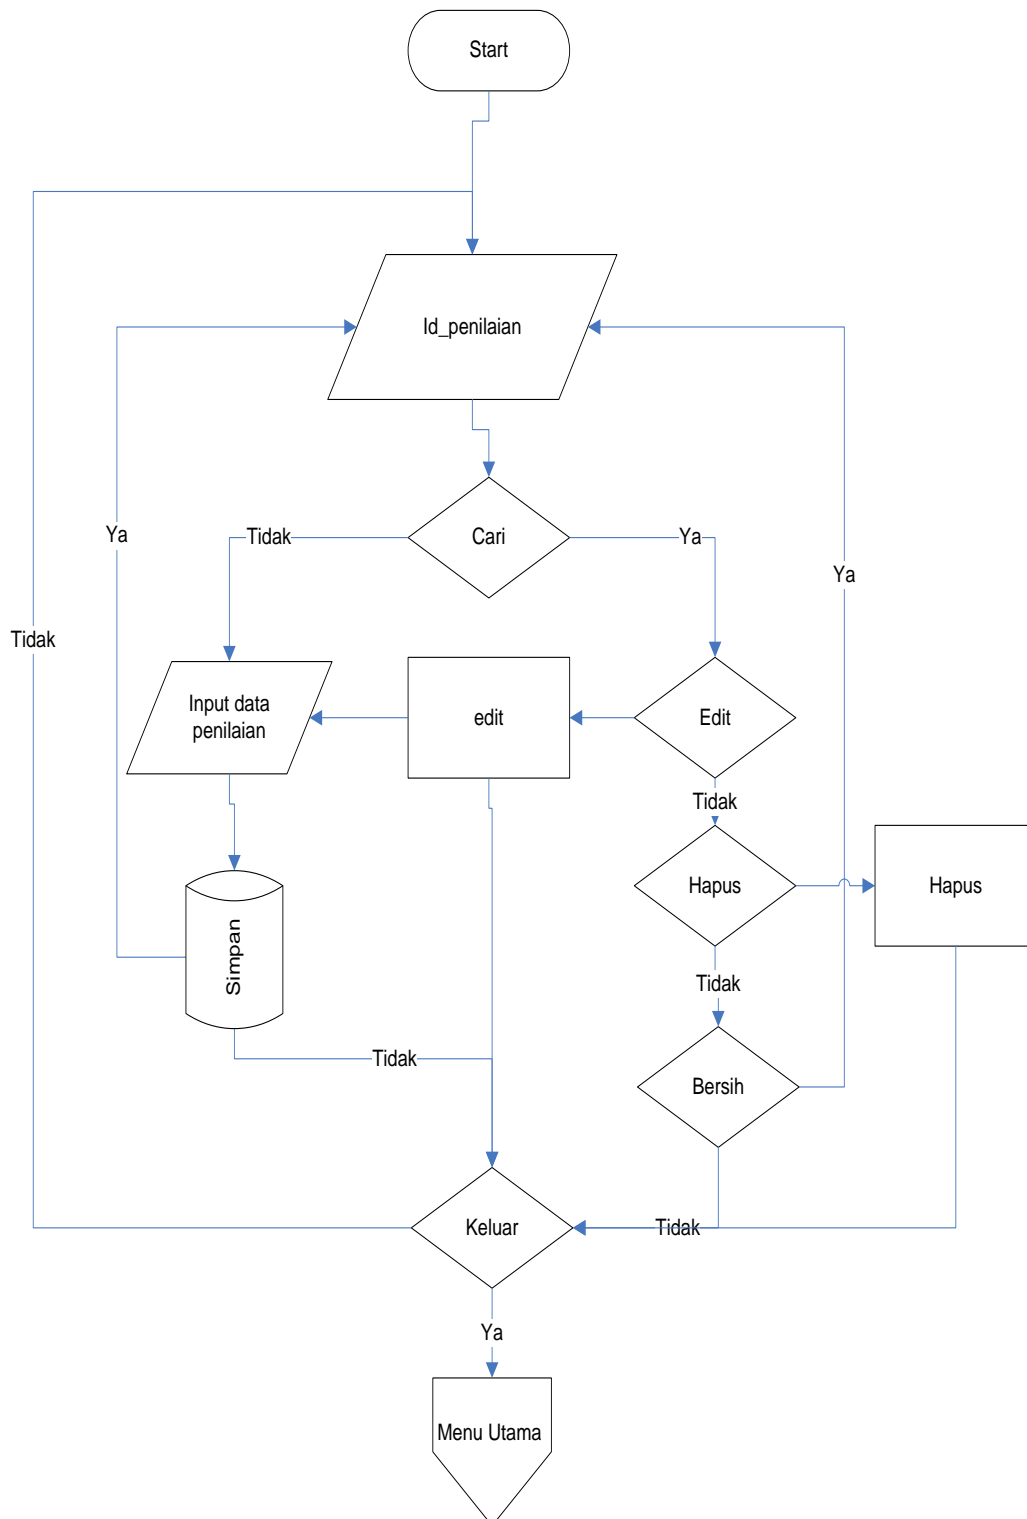 Start
Id_penilaian
Cari
Tidak
Ya
Ya
Ya
Tidak
Input data
penilaian
edit
Edit
Tidak
Hapus
Hapus
Simpan
Tidak
Tidak
Bersih
Keluar
Tidak
Ya
Menu Utama